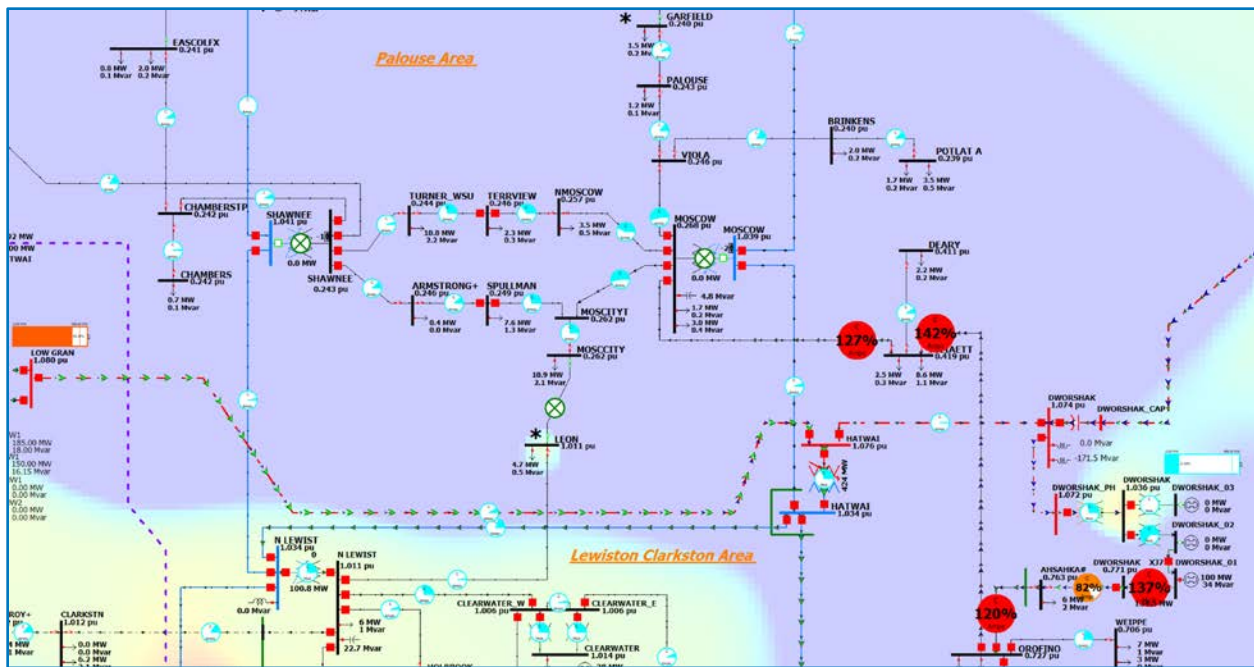 GARFIELD
0.240 pu
1.5 MW
0.2 Mvar
EASCOLFX
0.241 pu
0.0 MW
0.1 Mvar
2.0 MW
0.2 Mvar
Palouse Area
PALOUSE
0.243 pu
1.2 MW
0.1 Mvar
BRINKENS
0.240 pu
2.0 MW
0.2 Mvar
POTLAT A
0.239 pu
1.7 MW
0.2 Mvar
3.5 MW
0.5 Mvar
VIOLA
0.246 pu
CHAMBERSTP
0.242 pu
SHAWNEE
1.041 pu
0.0 MW
SHAWNEE
0.243 pu
TURNER_WSU
0.244 pu
10.8 MW
2.2 Mvar
TERRVIEW
0.246 pu
2.3 MW
0.3 Mvar
NMOSCOW
0.257 pu
3.5 MW
0.5 Mvar
MOSCOW
0.268 pu
MOSCOW
1.039 pu
0.0 MW
4.8 Mvar
1.7 MW
0.2 Mvar
3.0 MW
0.4 Mvar
DEARY
0.411 pu
2.2 MW
0.2 Mvar
CHAMBERS
0.242 pu
0.7 MW
0.1 Mvar
ARMSTRONG+
0.246 pu
0.4 MW
0.0 Mvar
SPULLMAN
0.249 pu
7.6 MW
1.3 Mvar
MOSCITYT
0.262 pu
MOSCCITY
0.262 pu
10.9 MW
2.1 Mvar
127%
142%
0.419 pu
2.5 MW
0.3 Mvar
8.6 MW
1.1 Mvar
LOW GRAN
1.080 pu
185.00 MW
18.00 Mvar
150.00 MW
16.15 Mvar
W1
0.00 MW
0.00 Mvar
W2
0.00 MW
0.00 Mvar
LEON
1.011 pu
4.7 MW
0.5 Mvar
HATWAI
1.076 pu
424 MW
HATWAI
1.034 pu
DWORSHAK
1.074 pu
DWORSHAK_CAP
0.0 Mvar
-171.5 Mvar
DWORSHAK_PH
1.072 pu
DWORSHAK
1.036 pu
DWORSHAK_03
0 MW
0 Mvar
DWORSHAK_02
0 MW
0 Mvar
DWORSHAK
0.771 pu
X37
DWORSHAK_01
100 MW
34 Mvar
137%
82%
AHSAHKA#
0.763 pu
6 MW
2 Mvar
120%
OROFINO
0.727 pu
WEIPPE
0.706 pu
7 MW
1 Mvar
3 MW
Lewiston Clarkston Area
N LEWIST
1.034 pu
0
100.8 MW
0.0 Mvar
N LEWIST
1.011 pu
6 MW
1 Mvar
22.7 Mvar
CLARKSTN
1.012 pu
0.0 MW
0.0 Mvar
6.2 MW
CLEARWATER_W
1.006 pu
CLEARWATER_E
1.006 pu
CLEARWATER
1.014 pu